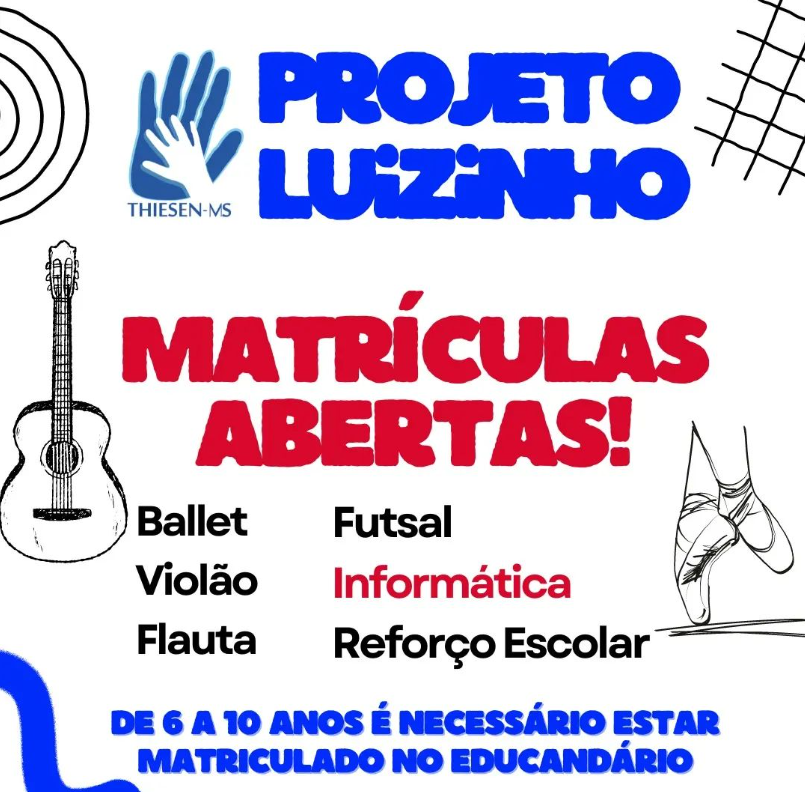 PROJETO
LUiZiNHO
THIESEN-MS
MATRÍCULAS
ABERTAS!
Ballet
Violão
Flauta
Futsal
Informática
Reforço Escolar
DE 6 A 10 ANOS É NECESSÁRIO ESTAR
MATRICULADO NO EDUCANDÁRIO